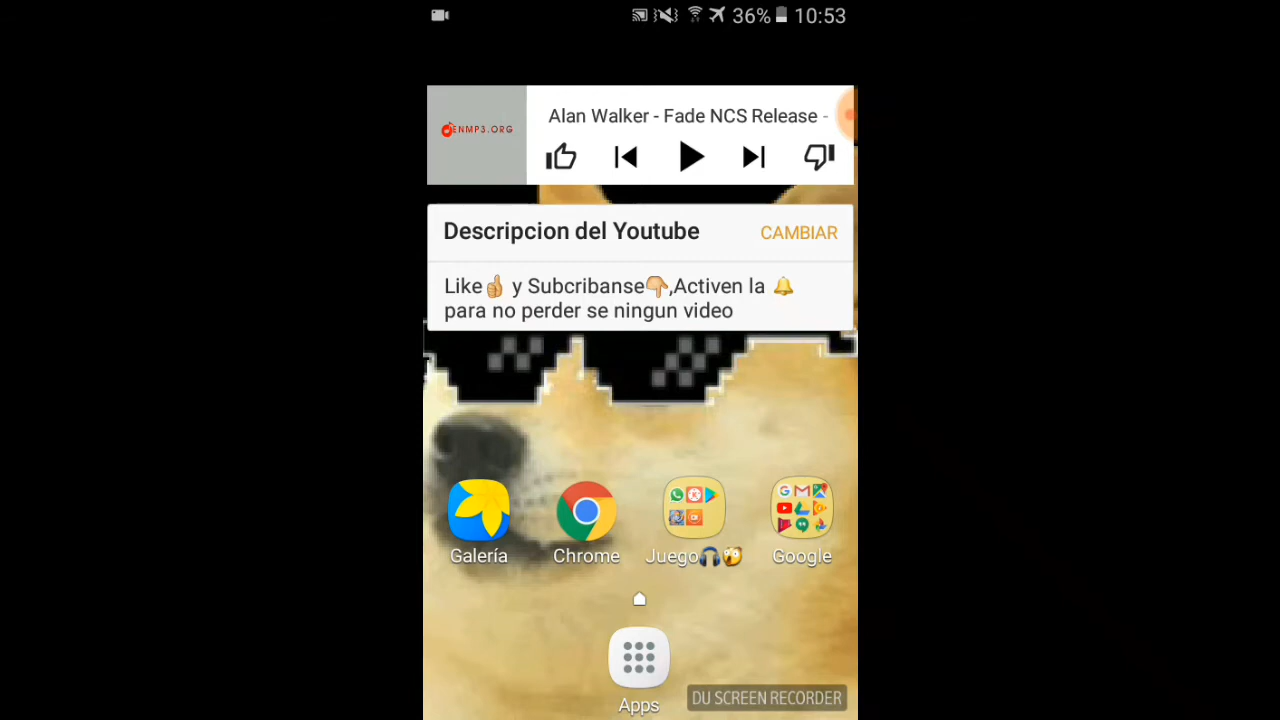 36% 10:53
ENMP3.ORG
Alan Walker - Fade NCS Release -
Descripcion del Youtube CAMBIAR
Like👍 y Subcribanse👇,Activen la 🔔
para no perder se ningun video
Galería Chrome Juego🎧😲 Google
Apps
DU SCREEN RECORDER